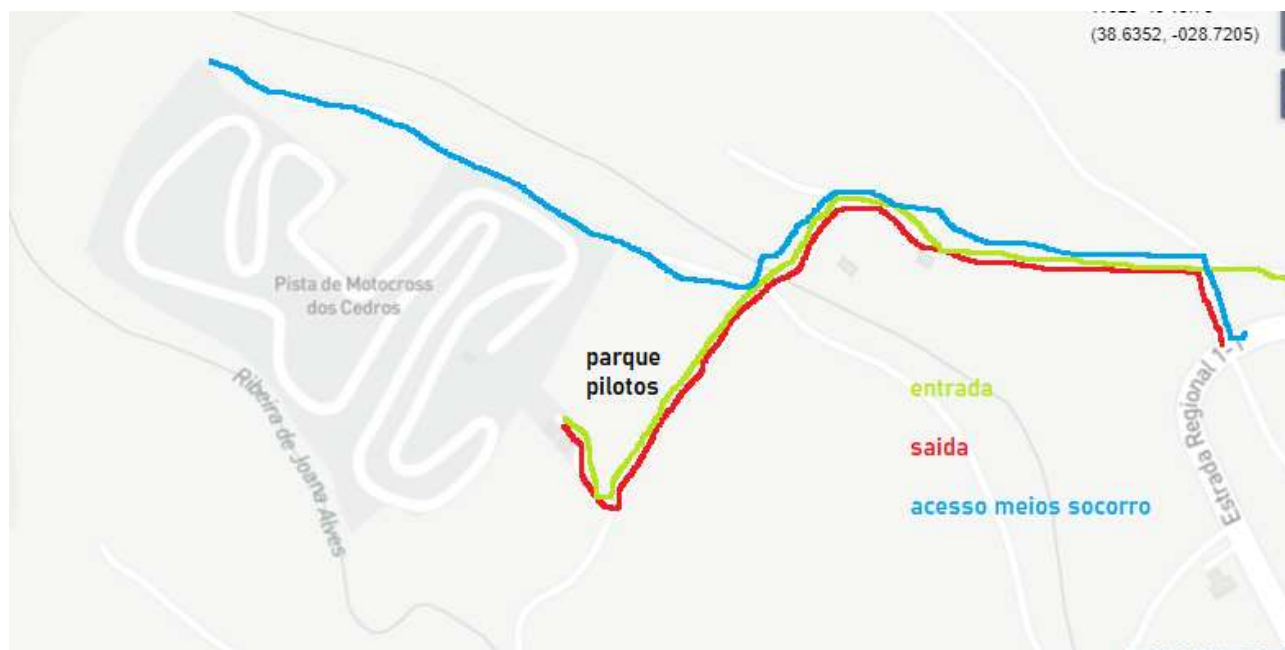 (38.6352, -028.7205)
Pista de Motocross
dos Cedros
parque
pilotos
Ribeira de Joana Alves
entrada
saida
acesso meios socorro
Estrada Regional 1-1